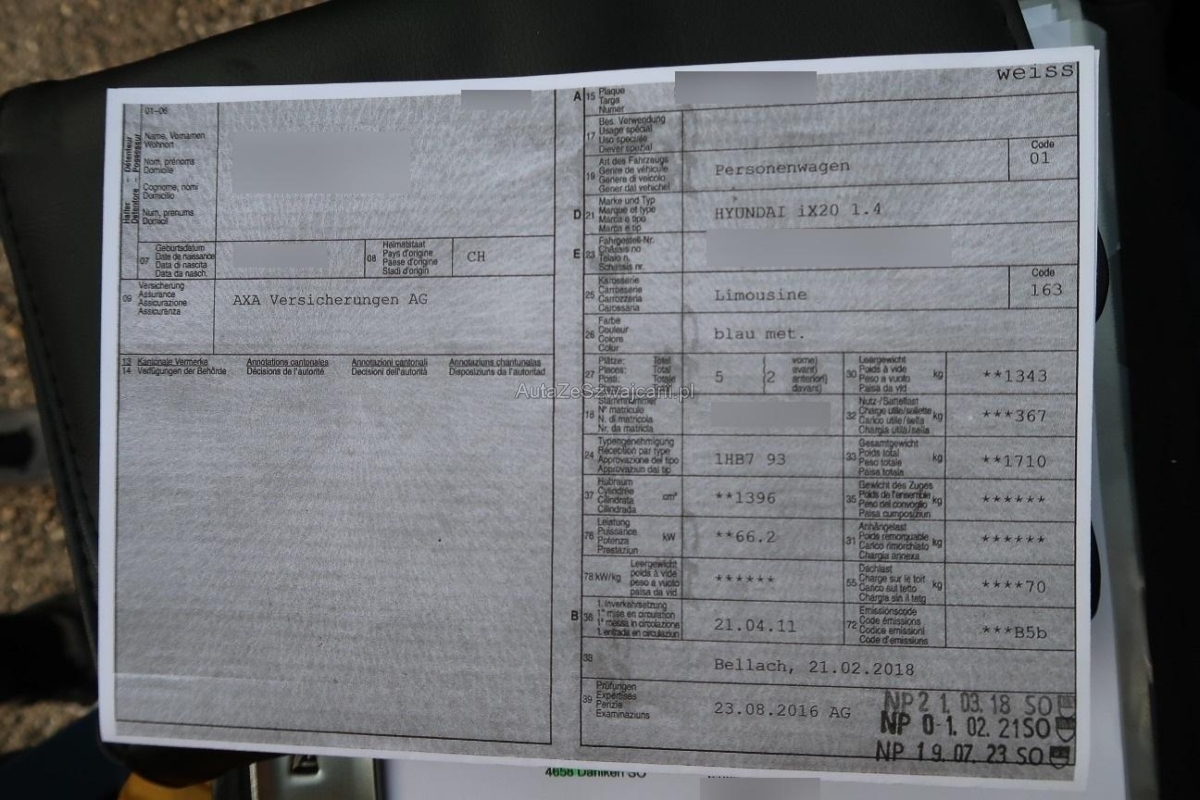 weiss
01-06
Halter - Détenteur
Detentore - Possessur
Name, Vornamen
Wohnort
Nom, prénoms
Domicile
Cognome, nomi
Domicilio
Num, prenums
Domicil
07 Geburtsdatum
Date de naissance
Data di nascita
Data da nasch.
08 Heimatstaat
Pays d'origine
Paese d'origine
Stadi d'origin
CH
09 Versicherung
Assurance
Assicurazione
Assicuranza
AXA Versicherungen AG
13 Kantonale Vermerke Annotations cantonales Annotazioni cantonali Annotaziuns chantunalas
14 Verfügungen der Behörde Décisions de l'autorité Decisioni dell'autorità Disposiziuns da l'autoritad
A 15 Plaque
Targa
Numer
17 Bes. Verwendung
Usage spécial
Uso speciale
Diever spezial
19 Art des Fahrzeugs
Genre de véhicule
Genere di veicolo
Gener dal vehichel
Personenwagen
Code
01
D 21 Marke und Typ
Marque et type
Marca e tipo
Marca e tip
HYUNDAI iX20 1.4
E 23 Fahrgestell-Nr.
Châssis no
Telaio n.
Schassis nr.
25 Karosserie
Carrosserie
Carrozzeria
Carossaria
Limousine
Code
163
26 Farbe
Couleur
Colore
Color
blau met.
27 Plätze: Total
Places: Total
Posti: Totale
5
2 vorne)
avant)
anteriori)
davant)
30 Leergewicht
Poids à vide
Peso a vuoto
Paisa da vid
kg
**1343
18 Stammnummer
N° matricule
N. di matricola
Nr. da matricla
32 Nutz-/Sattellast
Charge utile/sellette
Carico utile/sella
Chargia utila/sella
kg
***367
24 Typengenehmigung
Réception par type
Approvazione del tipo
Approvaziun dal tip
1HB7 93
33 Gesamtgewicht
Poids total
Peso totale
Paisa totala
kg
**1710
37 Hubraum
Cylindrée
Cilindrata
Cilindrada
cm³
**1396
35 Gewicht des Zuges
Poids de l'ensemble
Peso del convoglio
Paisa cumposiziun
kg
******
76 Leistung
Puissance
Potenza
Prestaziun
kW
**66.2
31 Anhängelast
Poids remorquable
Carico rimorchiato
Chargia annexa
kg
******
78 kW/kg Leergewicht
poids à vide
peso a vuoto
paisa da vid
******
55 Dachlast
Charge sur le toit
Carico sul tetto
Chargia sin il tetg
kg
****70
B 36 1. Inverkehrsetzung
1re mise en circulation
1a messa in circolazione
1. entrada en circulaziun
21.04.11
72 Emissionscode
Code émissions
Codice emissioni
Code d'emissiuns
***B5b
38
Bellach, 21.02.2018
39 Prüfungen
Expertises
Perizie
Examinaziuns
23.08.2016 AG
NP 2 1. 03. 18 SO
NP 0-1. 02. 21 SO
NP 1 9. 07. 23 SO
4658 Däniken SO
AutaZeSzwajcarii.pl